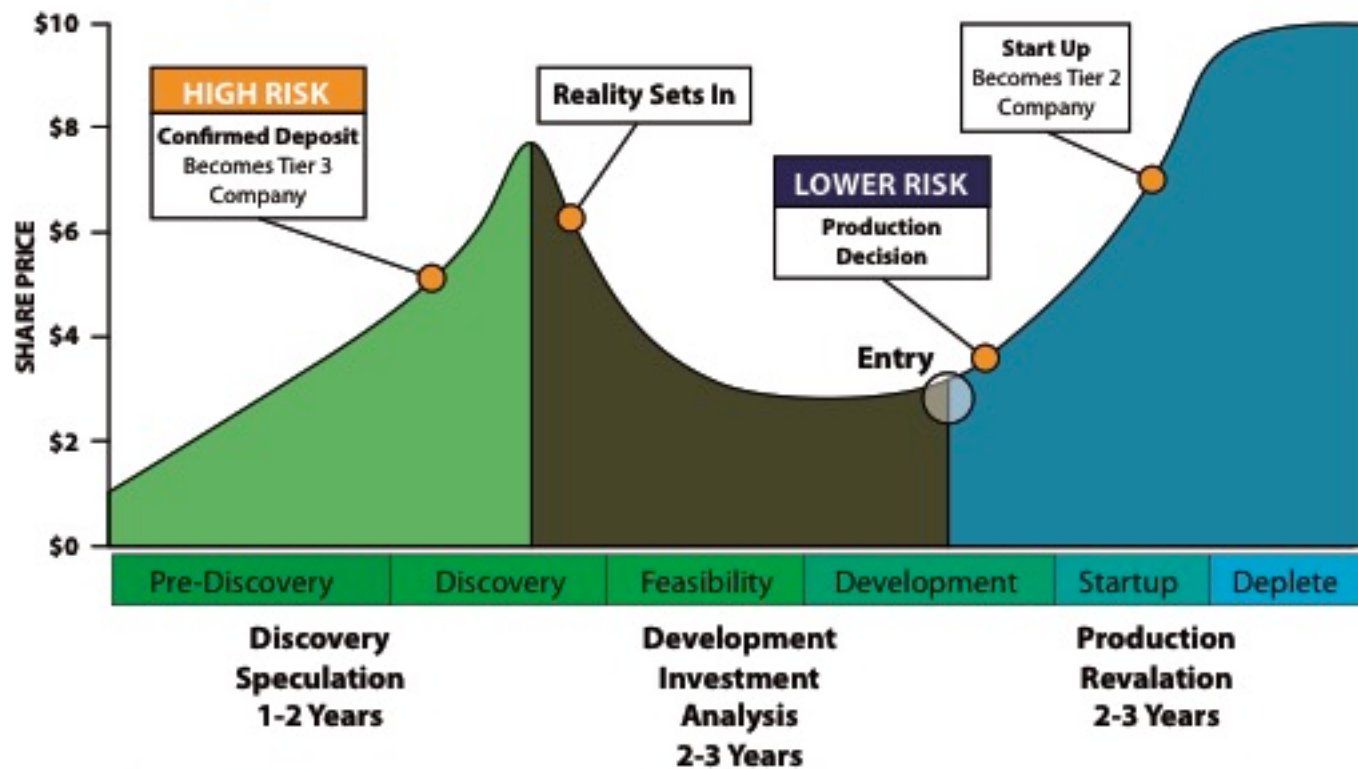 $10
$8
$6
$4
$2
$0
SHARE PRICE
HIGH RISK
Confirmed Deposit
Becomes Tier 3
Company
Reality Sets In
LOWER RISK
Production
Decision
Start Up
Becomes Tier 2
Company
Entry
Pre-Discovery
Discovery
Feasibility
Development
Startup
Deplete
Discovery
Speculation
1-2 Years
Development
Investment
Analysis
2-3 Years
Production
Revalation
2-3 Years